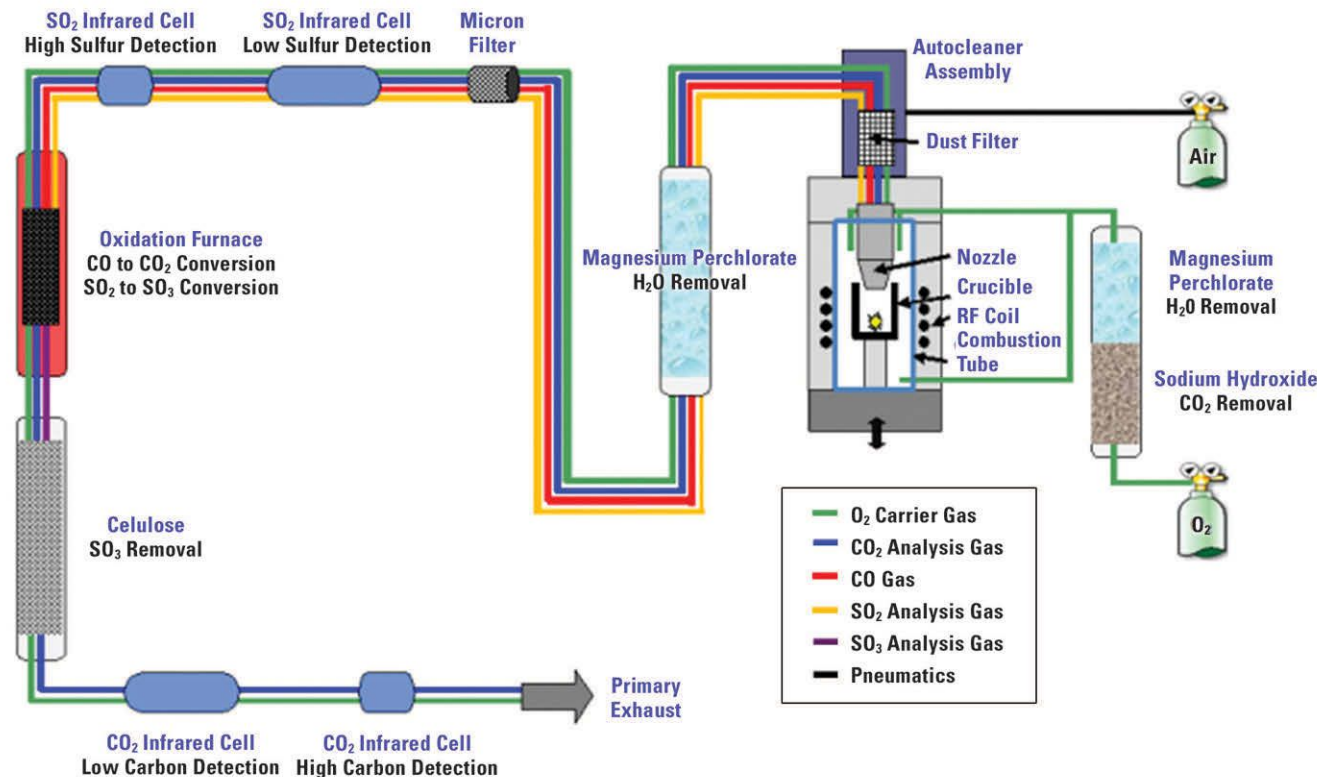 SO₂ Infrared Cell
High Sulfur Detection
SO₂ Infrared Cell
Low Sulfur Detection
Micron
Filter
Autocleaner
Assembly
Dust Filter
Air
Oxidation Furnace
CO to CO₂ Conversion
SO₂ to SO₃ Conversion
Magnesium Perchlorate
H₂O Removal
Nozzle
Crucible
RF Coil
Combustion
Tube
Magnesium
Perchlorate
H₂O Removal
Sodium Hydroxide
CO₂ Removal
O₂
Celulose
SO₃ Removal
O₂ Carrier Gas
CO₂ Analysis Gas
CO Gas
SO₂ Analysis Gas
SO₃ Analysis Gas
Pneumatics
Primary
Exhaust
CO₂ Infrared Cell
Low Carbon Detection
CO₂ Infrared Cell
High Carbon Detection